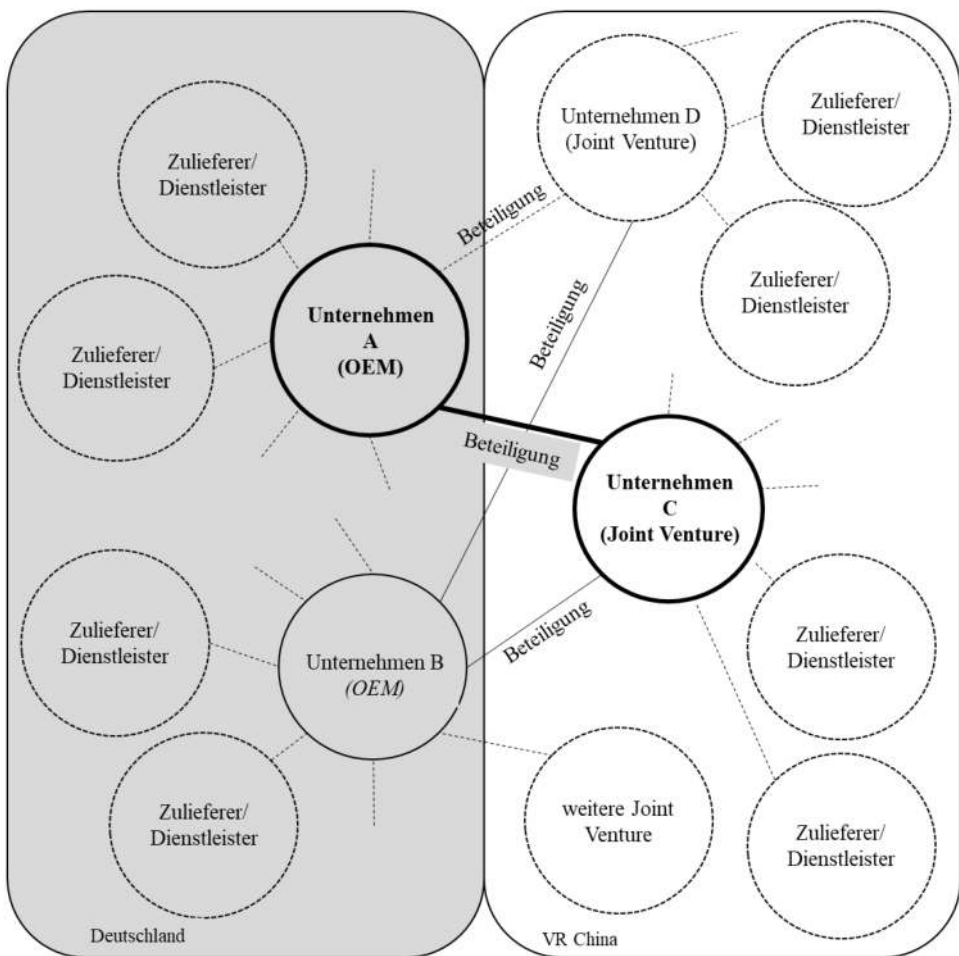 Zulieferer/
Dienstleister
Zulieferer/
Dienstleister
Unternehmen
A
(OEM)
Zulieferer/
Dienstleister
Unternehmen B
(OEM)
Zulieferer/
Dienstleister
Deutschland
Unternehmen D
(Joint Venture)
Zulieferer/
Dienstleister
Zulieferer/
Dienstleister
Beteiligung
Beteiligung
Beteiligung
Unternehmen
C
(Joint Venture)
Beteiligung
Zulieferer/
Dienstleister
weitere Joint
Venture
Zulieferer/
Dienstleister
VR China